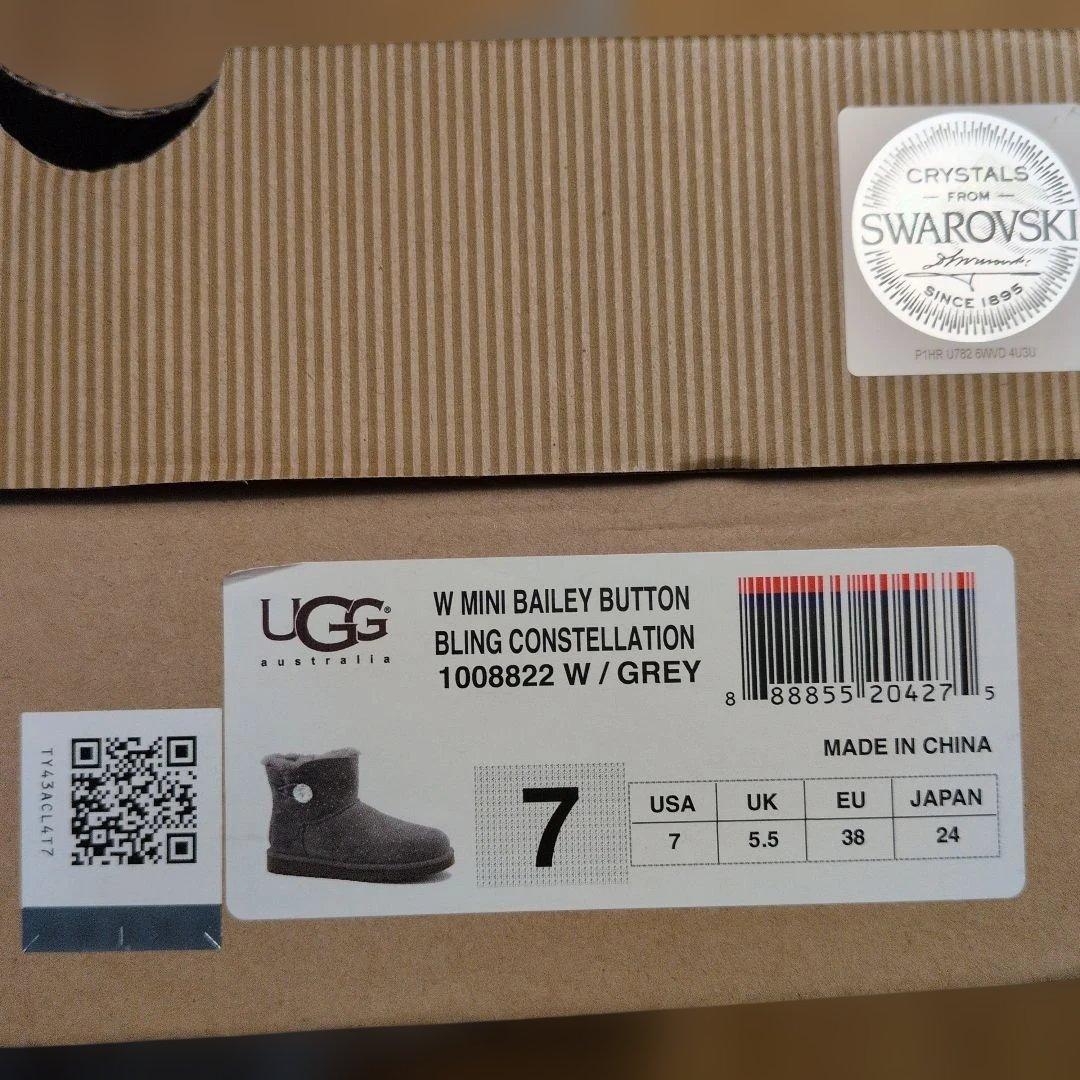 CRYSTALS
FROM
SWAROVSKI
SINCE 1895
P1HR U782 6WVD 4U3U
UGG®
australia
W MINI BAILEY BUTTON
BLING CONSTELLATION
1008822 W / GREY
8 88855 20427 5
MADE IN CHINA
TY43ACL4T7
7
USA UK EU JAPAN
7 5.5 38 24